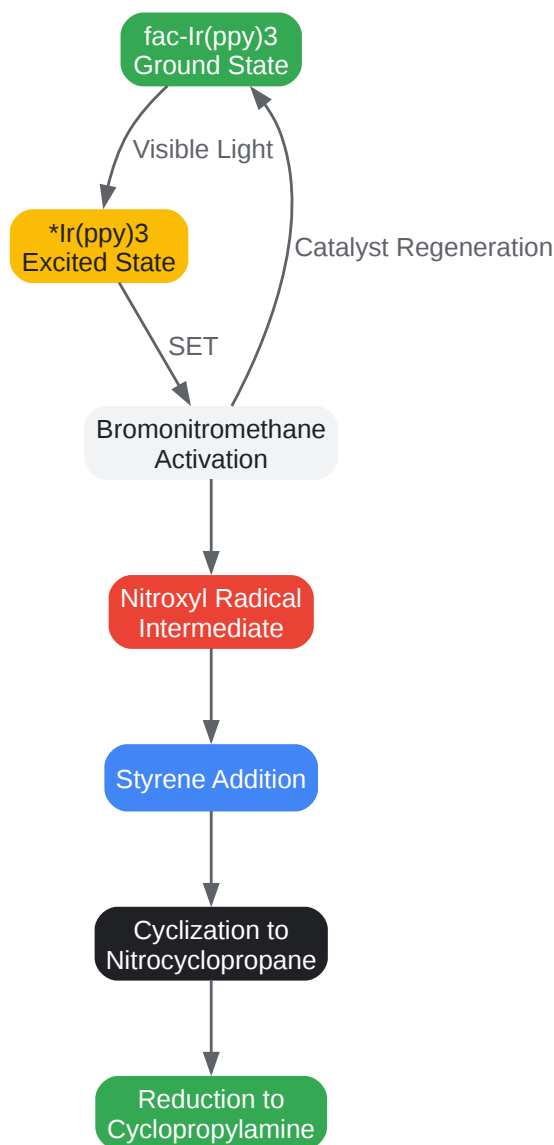 fac-Ir(ppy)3
Ground State
Visible Light
*Ir(ppy)3
Excited State
Catalyst Regeneration
SET
Bromonitromethane
Activation
Nitroxyl Radical
Intermediate
Styrene Addition
Cyclization to
Nitrocyclopropane
Reduction to
Cyclopropylamine